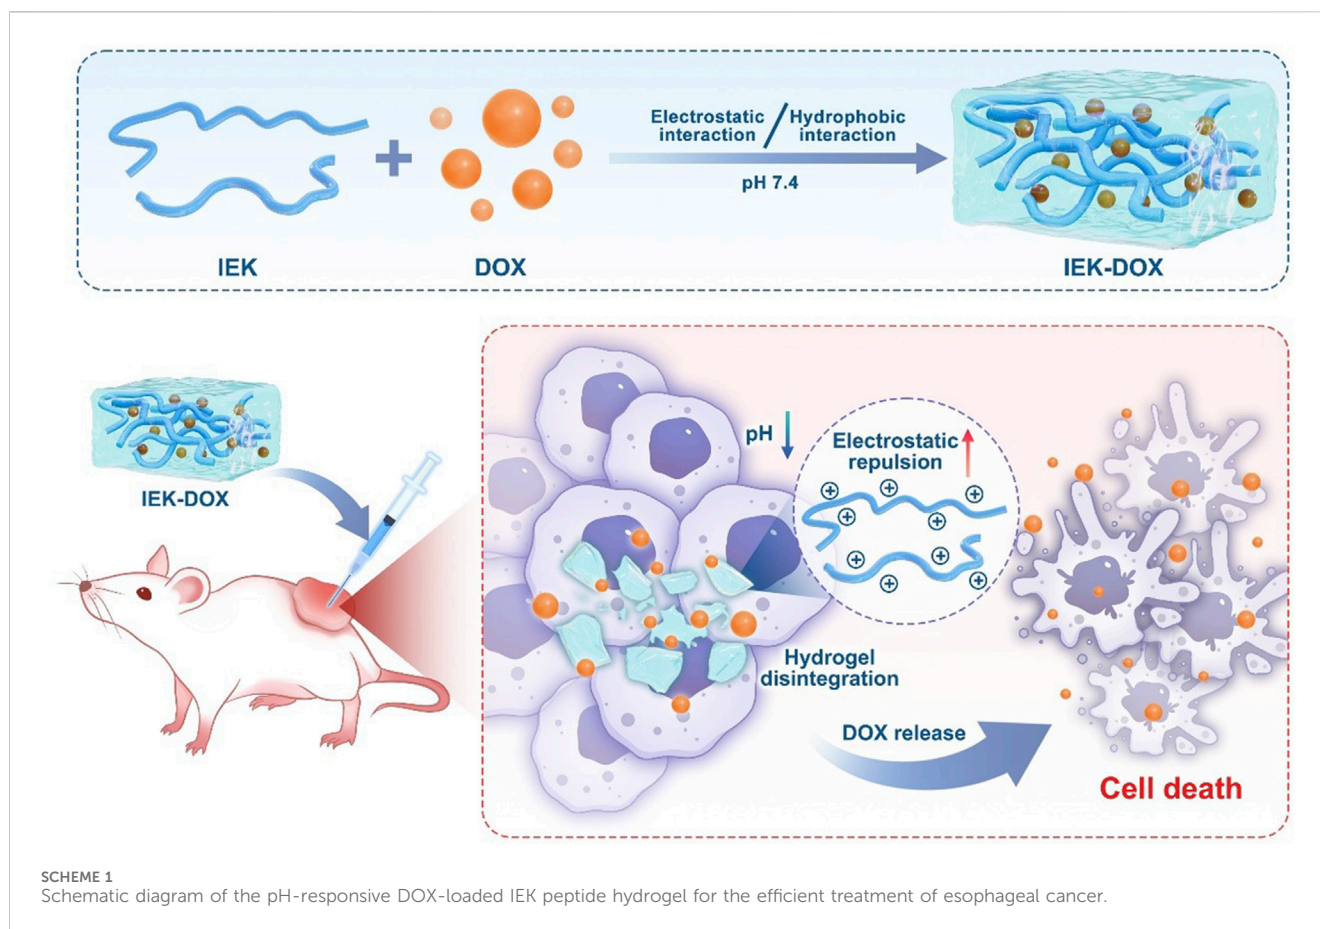 Electrostatic / Hydrophobic
interaction interaction
pH 7.4
IEK
+
DOX
IEK-DOX
IEK-DOX
pH
Electrostatic
repulsion
Hydrogel
disintegration
DOX release
Cell death
SCHEME 1
Schematic diagram of the pH-responsive DOX-loaded IEK peptide hydrogel for the efficient treatment of esophageal cancer.